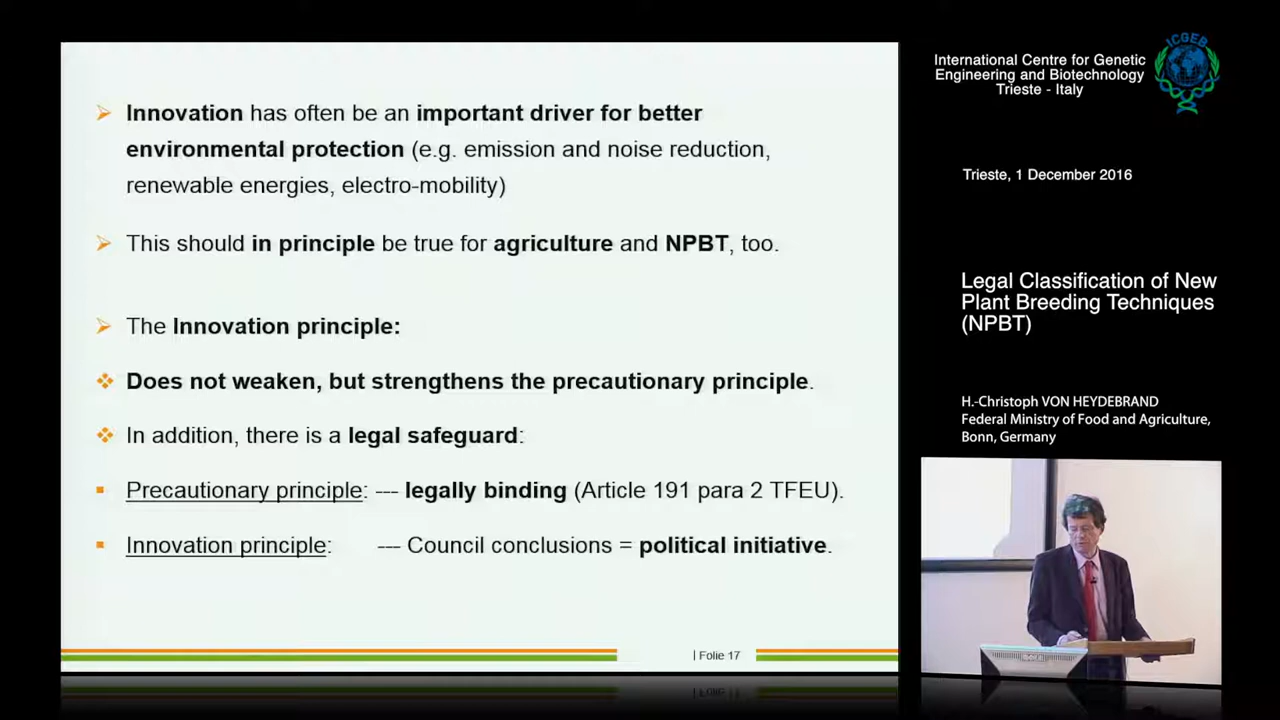 Innovation has often be an important driver for better
environmental protection (e.g. emission and noise reduction,
renewable energies, electro-mobility)
This should in principle be true for agriculture and NPBT, too.
The Innovation principle:
Does not weaken, but strengthens the precautionary principle.
In addition, there is a legal safeguard:
Precautionary principle: --- legally binding (Article 191 para 2 TFEU).
Innovation principle: --- Council conclusions = political initiative.
| Folie 17
International Centre for Genetic
Engineering and Biotechnology
Trieste - Italy
ICGEB
Trieste, 1 December 2016
Legal Classification of New
Plant Breeding Techniques
(NPBT)
H.-Christoph VON HEYDEBRAND
Federal Ministry of Food and Agriculture,
Bonn, Germany